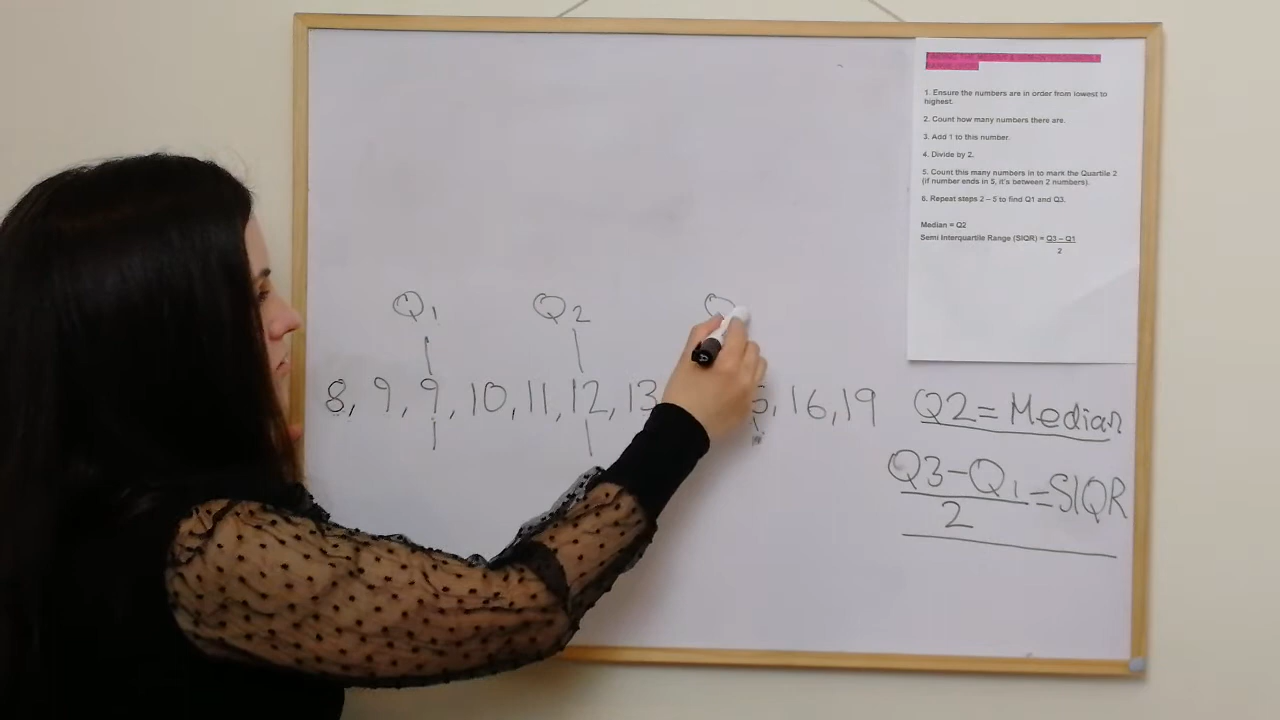 1. Ensure the numbers are in order from lowest to
highest.
2. Count how many numbers there are.
3. Add 1 to this number.
4. Divide by 2.
5. Count this many numbers in to mark the Quartile 2
(if number ends in 5, it's between 2 numbers).
6. Repeat steps 2 – 5 to find Q1 and Q3.
Median = Q2
Semi Interquartile Range (SIQR) = Q3 – Q1
2
Q1 Q2 Q
8, 9, 9, 10, 11, 12, 13 , 16, 19
Q2 = Median
Q3 - Q1 = SIQR
2